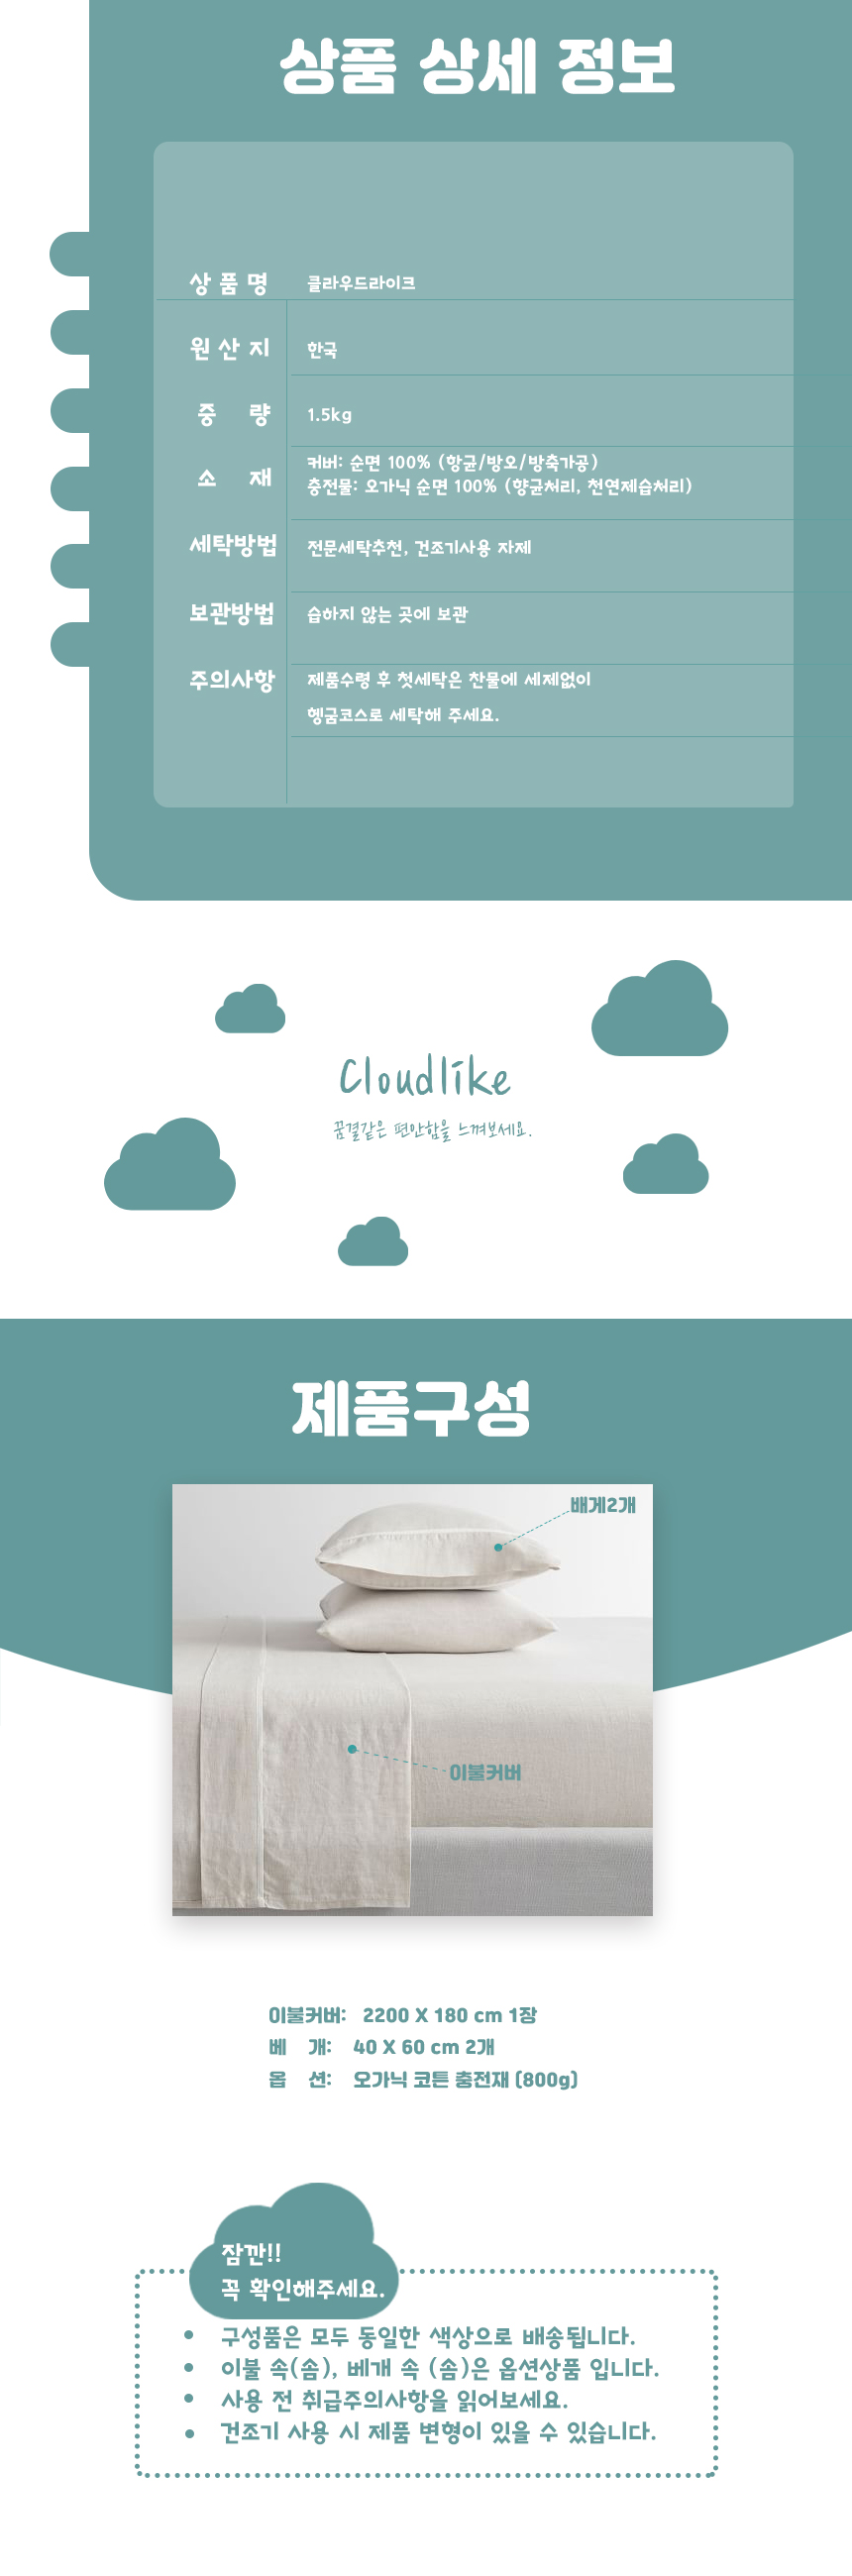 상품 상세 정보
상 품 명 클라우드라이크
원 산 지 한국
중 량 1.5kg
소 재 커버: 순면 100% (항균/방오/방축가공)
충전물: 오가닉 순면 100% (향균처리, 천연제습처리)
세탁방법 전문세탁추천, 건조기사용 자제
보관방법 습하지 않는 곳에 보관
주의사항 제품수령 후 첫세탁은 찬물에 세제없이
헹굼코스로 세탁해 주세요.
Cloudlike
꿈결같은 편안함을 느껴보세요.
제품구성
배게2개
이불커버
이불커버: 2200 X 180 cm 1장
베 개: 40 X 60 cm 2개
옵 션: 오가닉 코튼 충전재 (800g)
잠깐!!
꼭 확인해주세요.
• 구성품은 모두 동일한 색상으로 배송됩니다.
• 이불 속(솜), 베개 속 (솜)은 옵션상품 입니다.
• 사용 전 취급주의사항을 읽어보세요.
• 건조기 사용 시 제품 변형이 있을 수 있습니다.